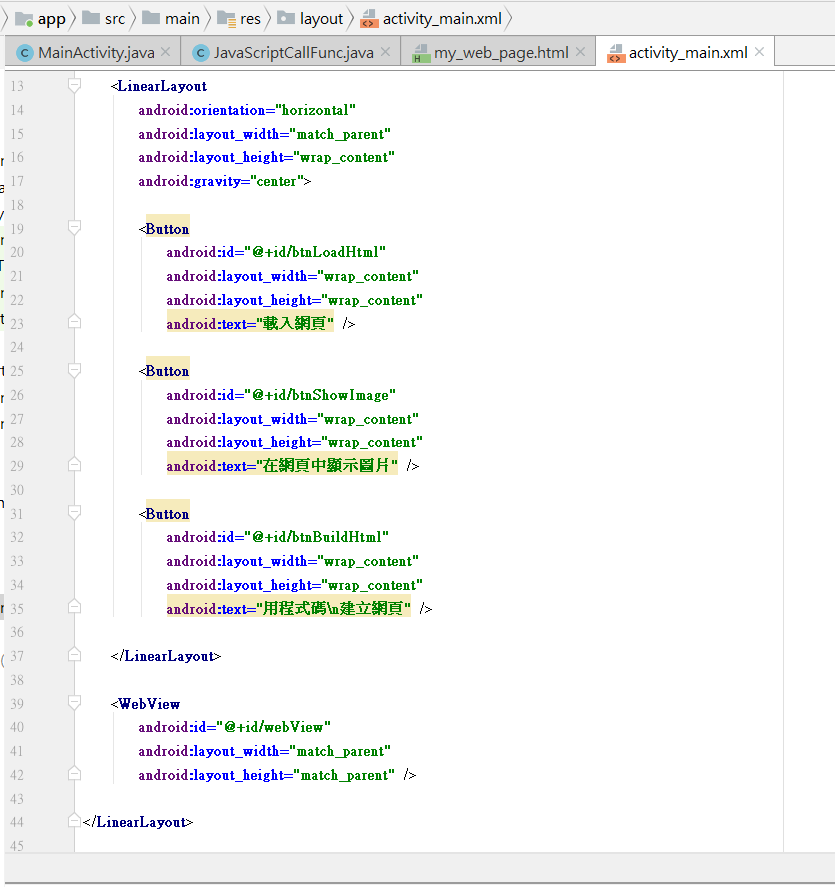 app src main res layout activity_main.xml
MainActivity.java JavaScriptCallFunc.java my_web_page.html activity_main.xml
13 <LinearLayout
14 android:orientation="horizontal"
15 android:layout_width="match_parent"
16 android:layout_height="wrap_content"
17 android:gravity="center">
18
19 <Button
20 android:id="@+id/btnLoadHtml"
21 android:layout_width="wrap_content"
22 android:layout_height="wrap_content"
23 android:text="載入網頁" />
24
25 <Button
26 android:id="@+id/btnShowImage"
27 android:layout_width="wrap_content"
28 android:layout_height="wrap_content"
29 android:text="在網頁中顯示圖片" />
30
31 <Button
32 android:id="@+id/btnBuildHtml"
33 android:layout_width="wrap_content"
34 android:layout_height="wrap_content"
35 android:text="用程式碼\n建立網頁" />
36
37 </LinearLayout>
38
39 <WebView
40 android:id="@+id/webView"
41 android:layout_width="match_parent"
42 android:layout_height="match_parent" />
43
44 </LinearLayout>
45